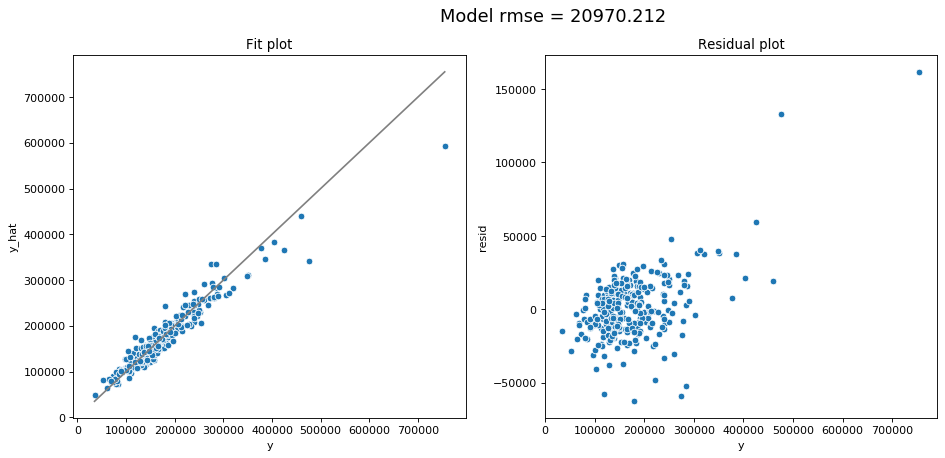 Model rmse = 20970.212
Fit plot
700000
600000
500000
400000
300000
200000
100000
0
y_hat
0 100000 200000 300000 400000 500000 600000 700000
y
Residual plot
150000
100000
50000
0
−50000
resid
0 100000 200000 300000 400000 500000 600000 700000
y